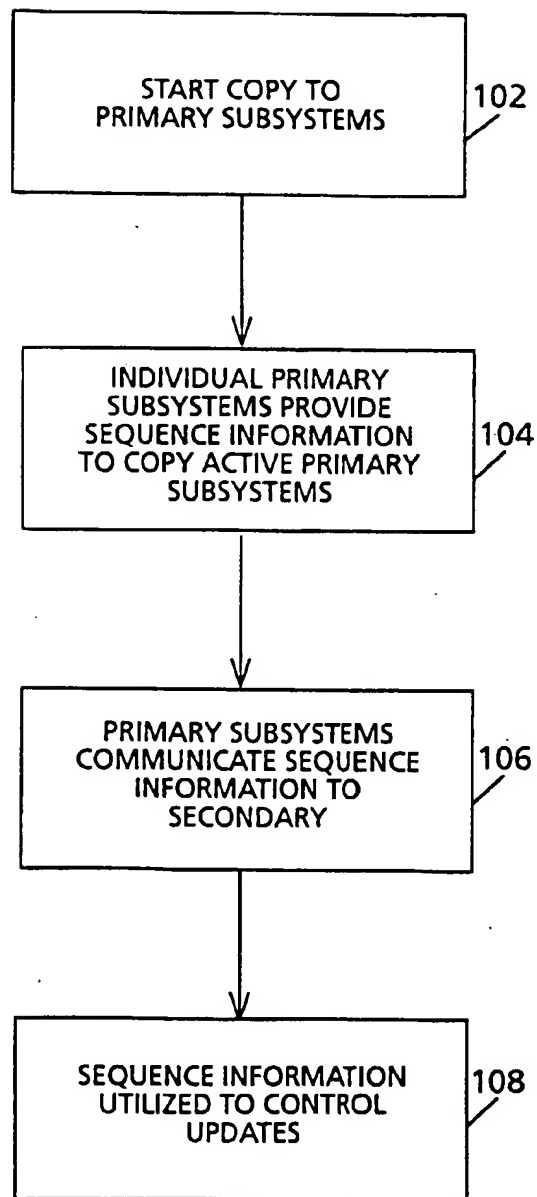 START COPY TO
PRIMARY SUBSYSTEMS
102
INDIVIDUAL PRIMARY
SUBSYSTEMS PROVIDE
SEQUENCE INFORMATION
TO COPY ACTIVE PRIMARY
SUBSYSTEMS
104
PRIMARY SUBSYSTEMS
COMMUNICATE SEQUENCE
INFORMATION TO
SECONDARY
106
SEQUENCE INFORMATION
UTILIZED TO CONTROL
UPDATES
108